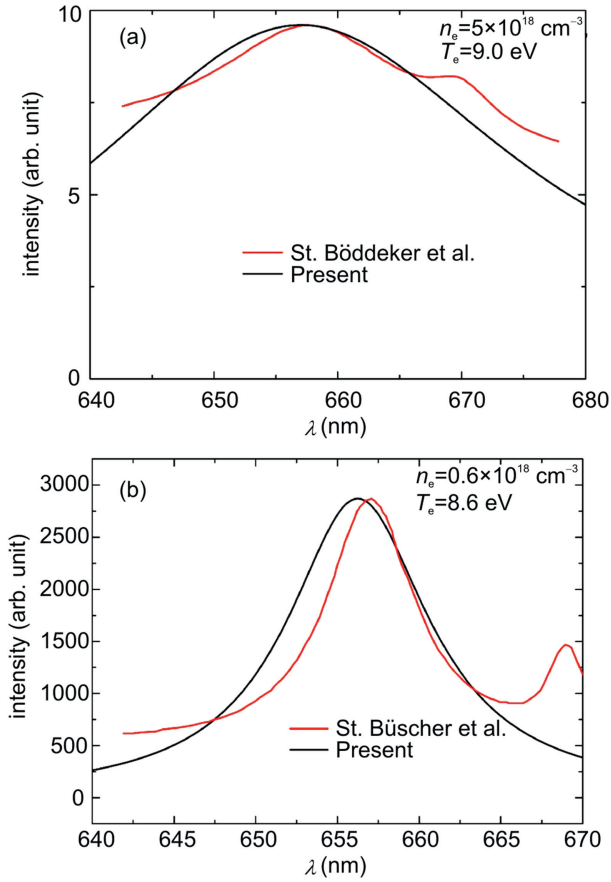 (a)
nₑ=5×10¹⁸ cm⁻³
Tₑ=9.0 eV
10
5
0
intensity (arb. unit)
St. Böddeker et al.
Present
640 650 660 670 680
λ (nm)
(b)
nₑ=0.6×10¹⁸ cm⁻³
Tₑ=8.6 eV
3000
2500
2000
1500
1000
500
0
intensity (arb. unit)
St. Büscher et al.
Present
640 645 650 655 660 665 670
λ (nm)